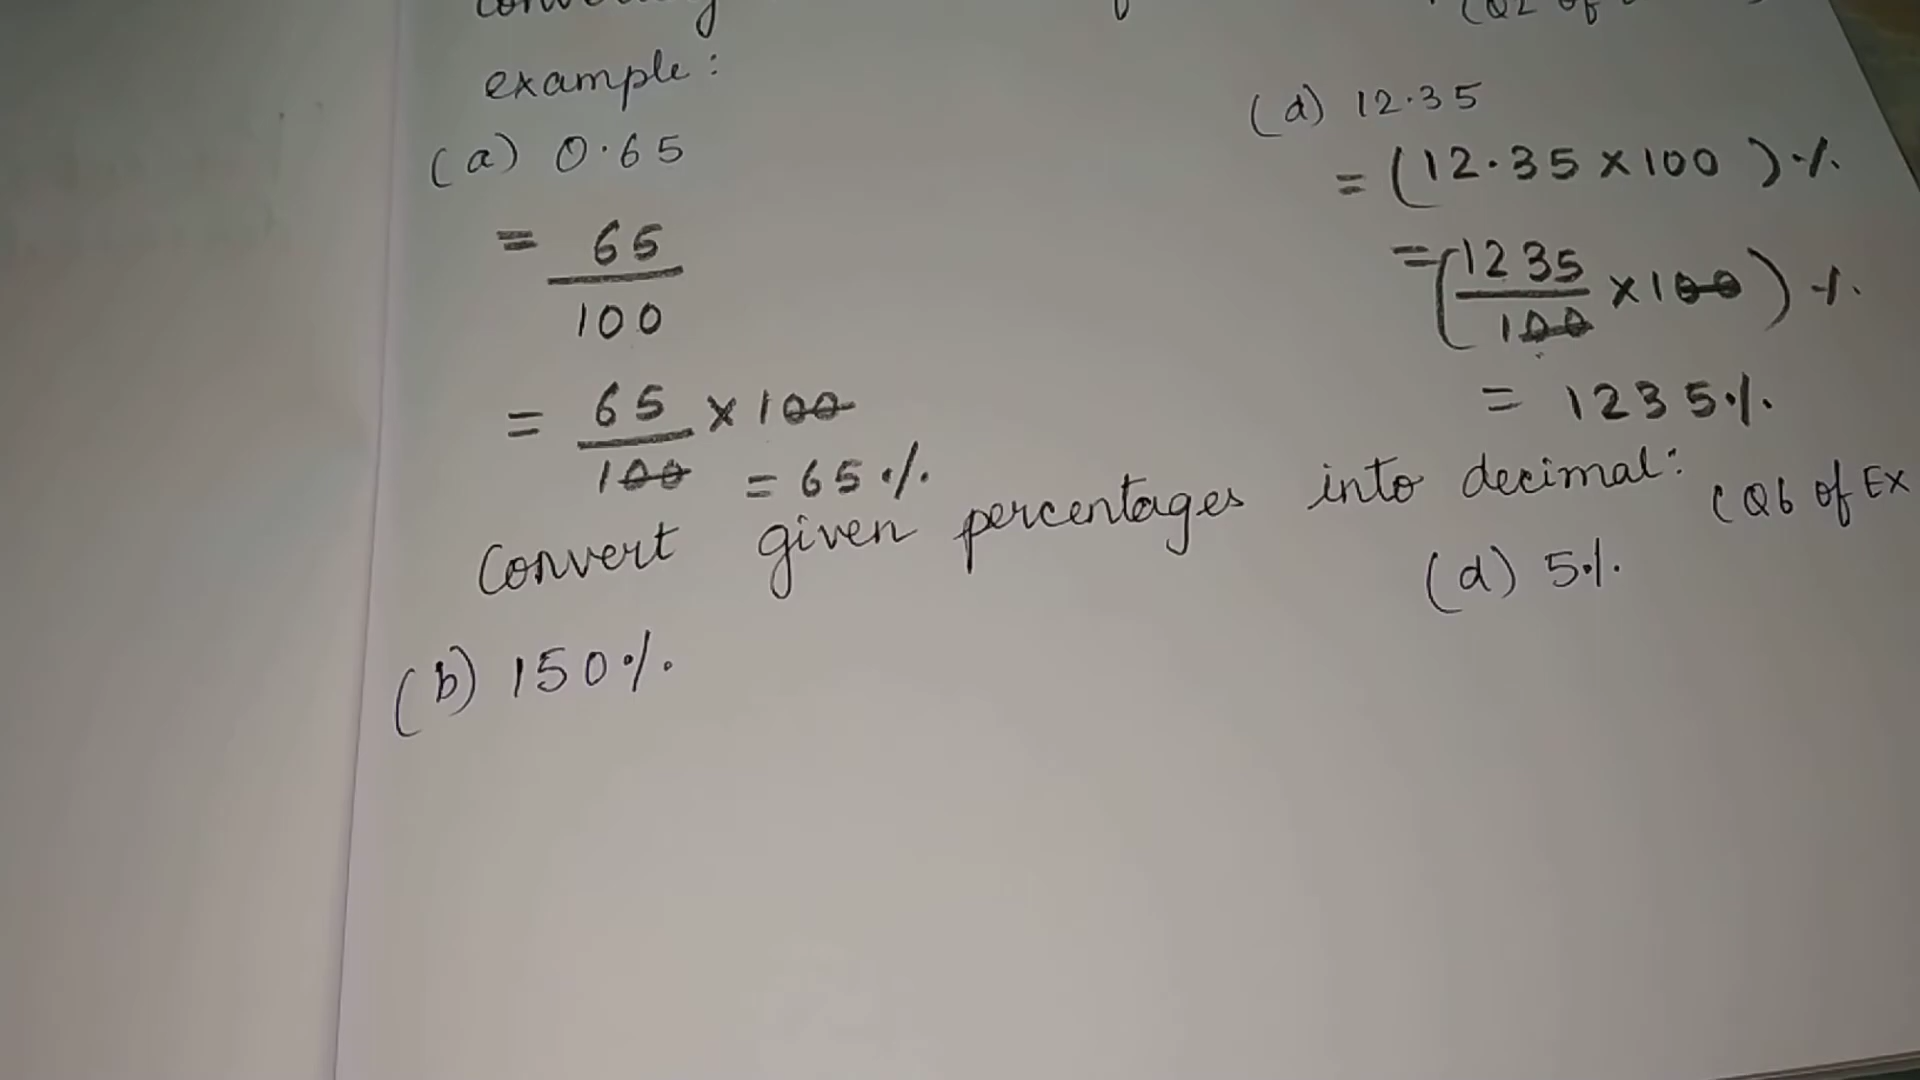 example:
(a) 0.65
= 65/100
= 65/100 × 100
= 65%
(d) 12.35
= (12.35 × 100)%
= (1235/100 × 100)%
= 1235%
Convert given percentages into decimal: (Q6 of Ex
(b) 150%
(d) 5%